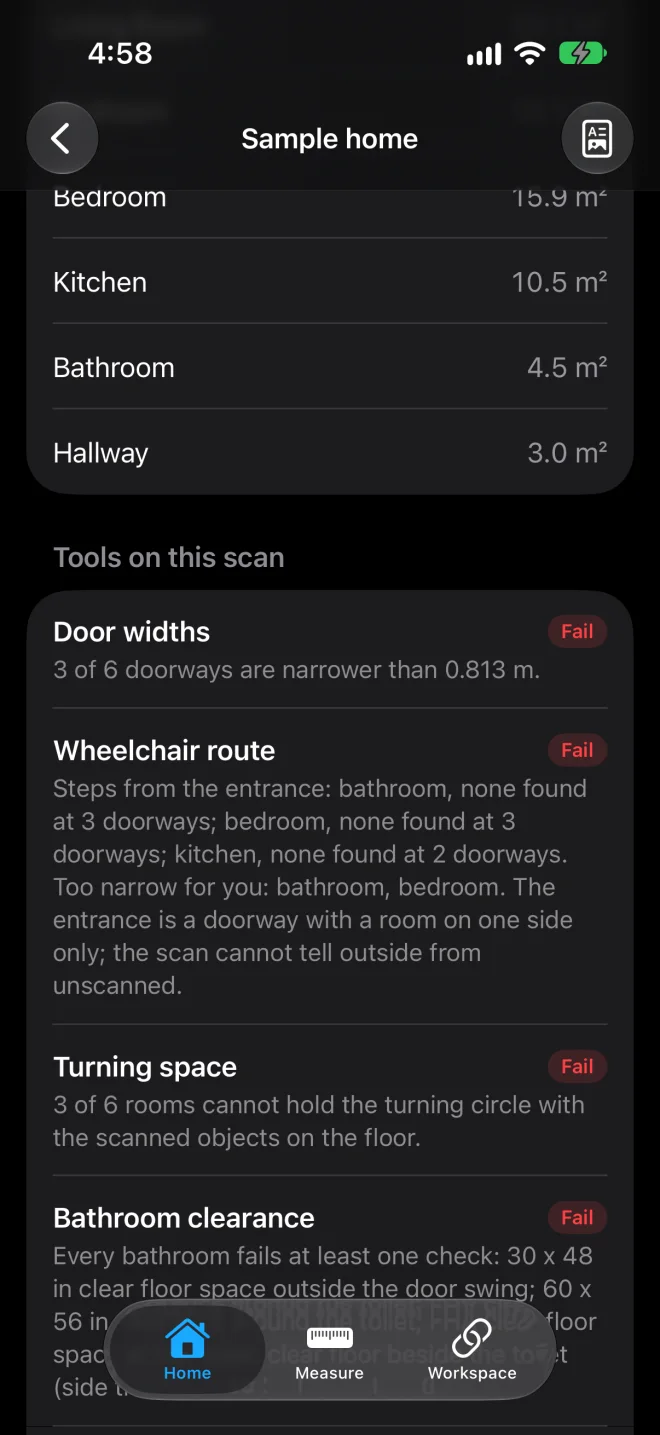 4:58
Sample home
Bedroom 15.9 m²
Kitchen 10.5 m²
Bathroom 4.5 m²
Hallway 3.0 m²
Tools on this scan
Door widths Fail
3 of 6 doorways are narrower than 0.813 m.
Wheelchair route Fail
Steps from the entrance: bathroom, none found
at 3 doorways; bedroom, none found at 3
doorways; kitchen, none found at 2 doorways.
Too narrow for you: bathroom, bedroom. The
entrance is a doorway with a room on one side
only; the scan cannot tell outside from
unscanned.
Turning space Fail
3 of 6 rooms cannot hold the turning circle with
the scanned objects on the floor.
Bathroom clearance Fail
Every bathroom fails at least one check: 30 x 48
in clear floor space outside the door swing; 60 x
56 in floor
clear floor beside the toilet
(side
Home Measure Workspace